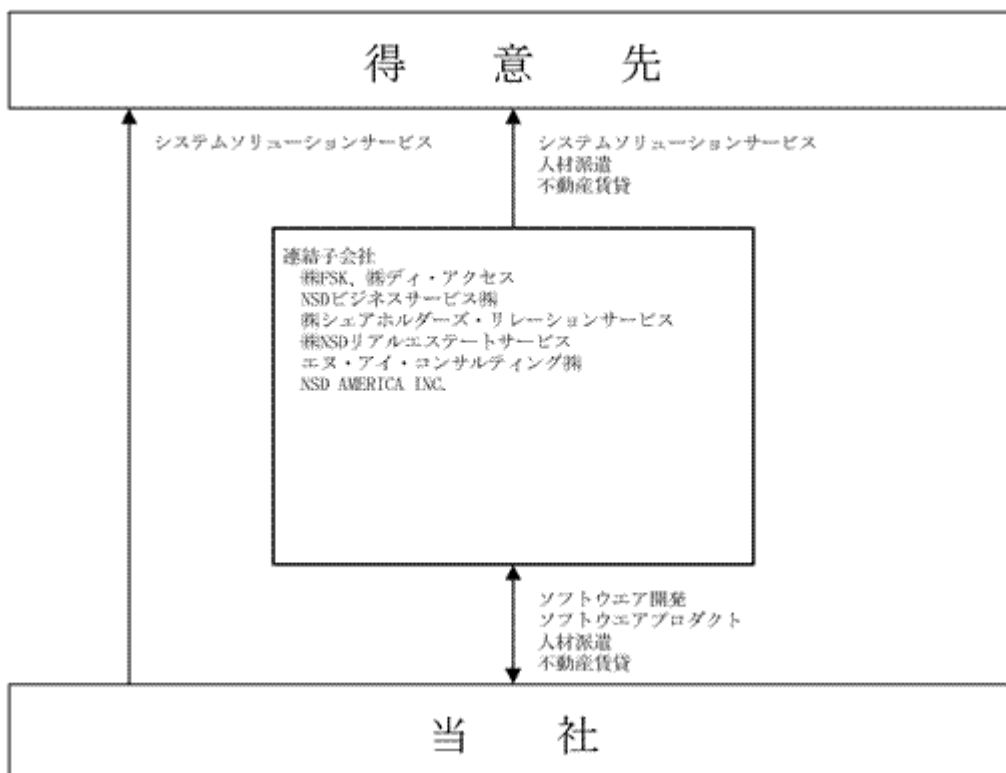 得意先
システムソリューションサービス
システムソリューションサービス
人材派遣
不動産賃貸
連結子会社
㈱FSK、㈱ディ・アクセス
NSDビジネスサービス㈱
㈱シェアホルダーズ・リレーションサービス
㈱NSDリアルエステートサービス
エヌ・アイ・コンサルティング㈱
NSD AMERICA INC.
ソフトウエア開発
ソフトウエアプロダクト
人材派遣
不動産賃貸
当社